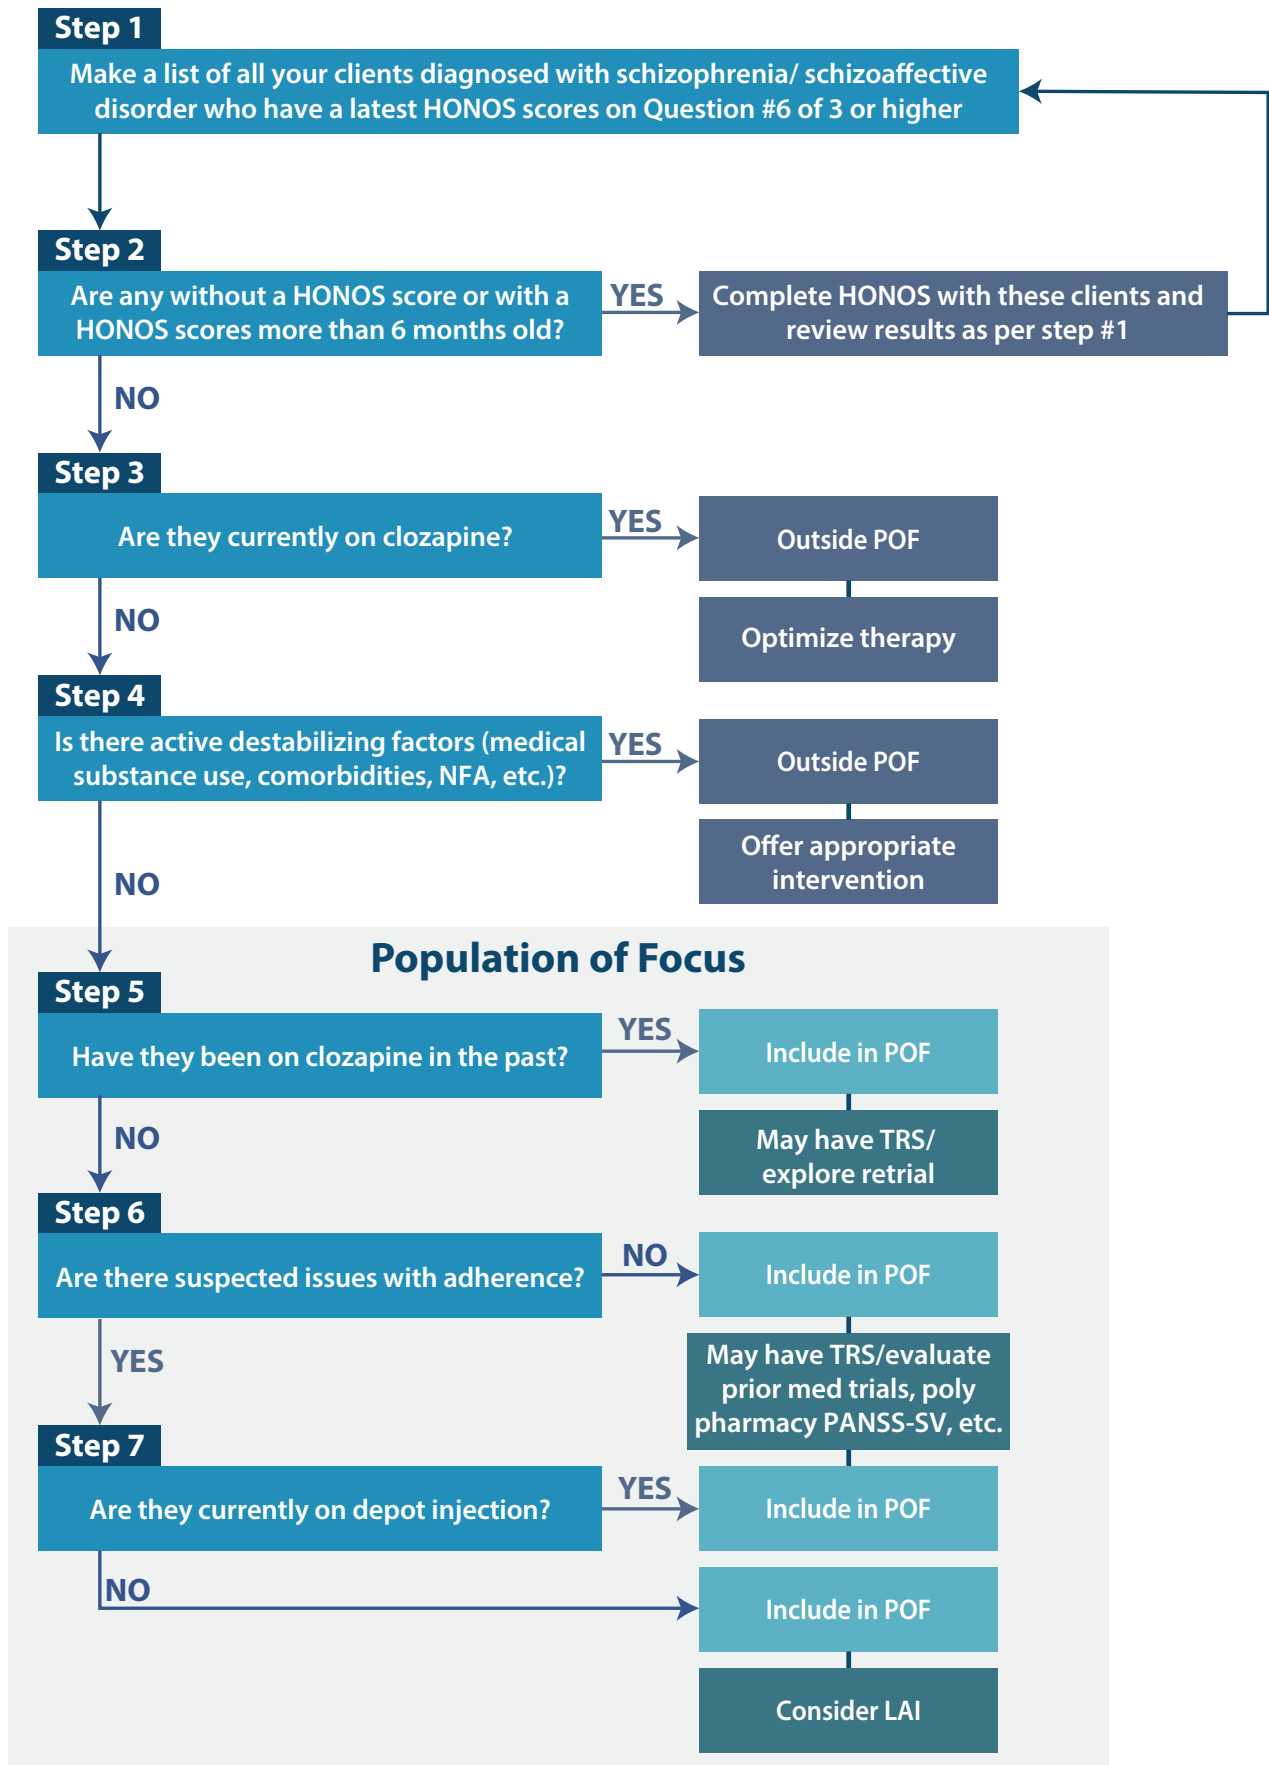 Step 1
Make a list of all your clients diagnosed with schizophrenia/ schizoaffective
disorder who have a latest HONOS scores on Question #6 of 3 or higher
Step 2
Are any without a HONOS score or with a
HONOS scores more than 6 months old?
YES
Complete HONOS with these clients and
review results as per step #1
NO
Step 3
Are they currently on clozapine?
YES
Outside POF
Optimize therapy
NO
Step 4
Is there active destabilizing factors (medical
substance use, comorbidities, NFA, etc.)?
YES
Outside POF
Offer appropriate
intervention
NO
Population of Focus
Step 5
Have they been on clozapine in the past?
YES
Include in POF
May have TRS/
explore retrial
NO
Step 6
Are there suspected issues with adherence?
NO
Include in POF
May have TRS/evaluate
prior med trials, poly
pharmacy PANSS-SV, etc.
YES
Step 7
Are they currently on depot injection?
YES
Include in POF
NO
Include in POF
Consider LAI